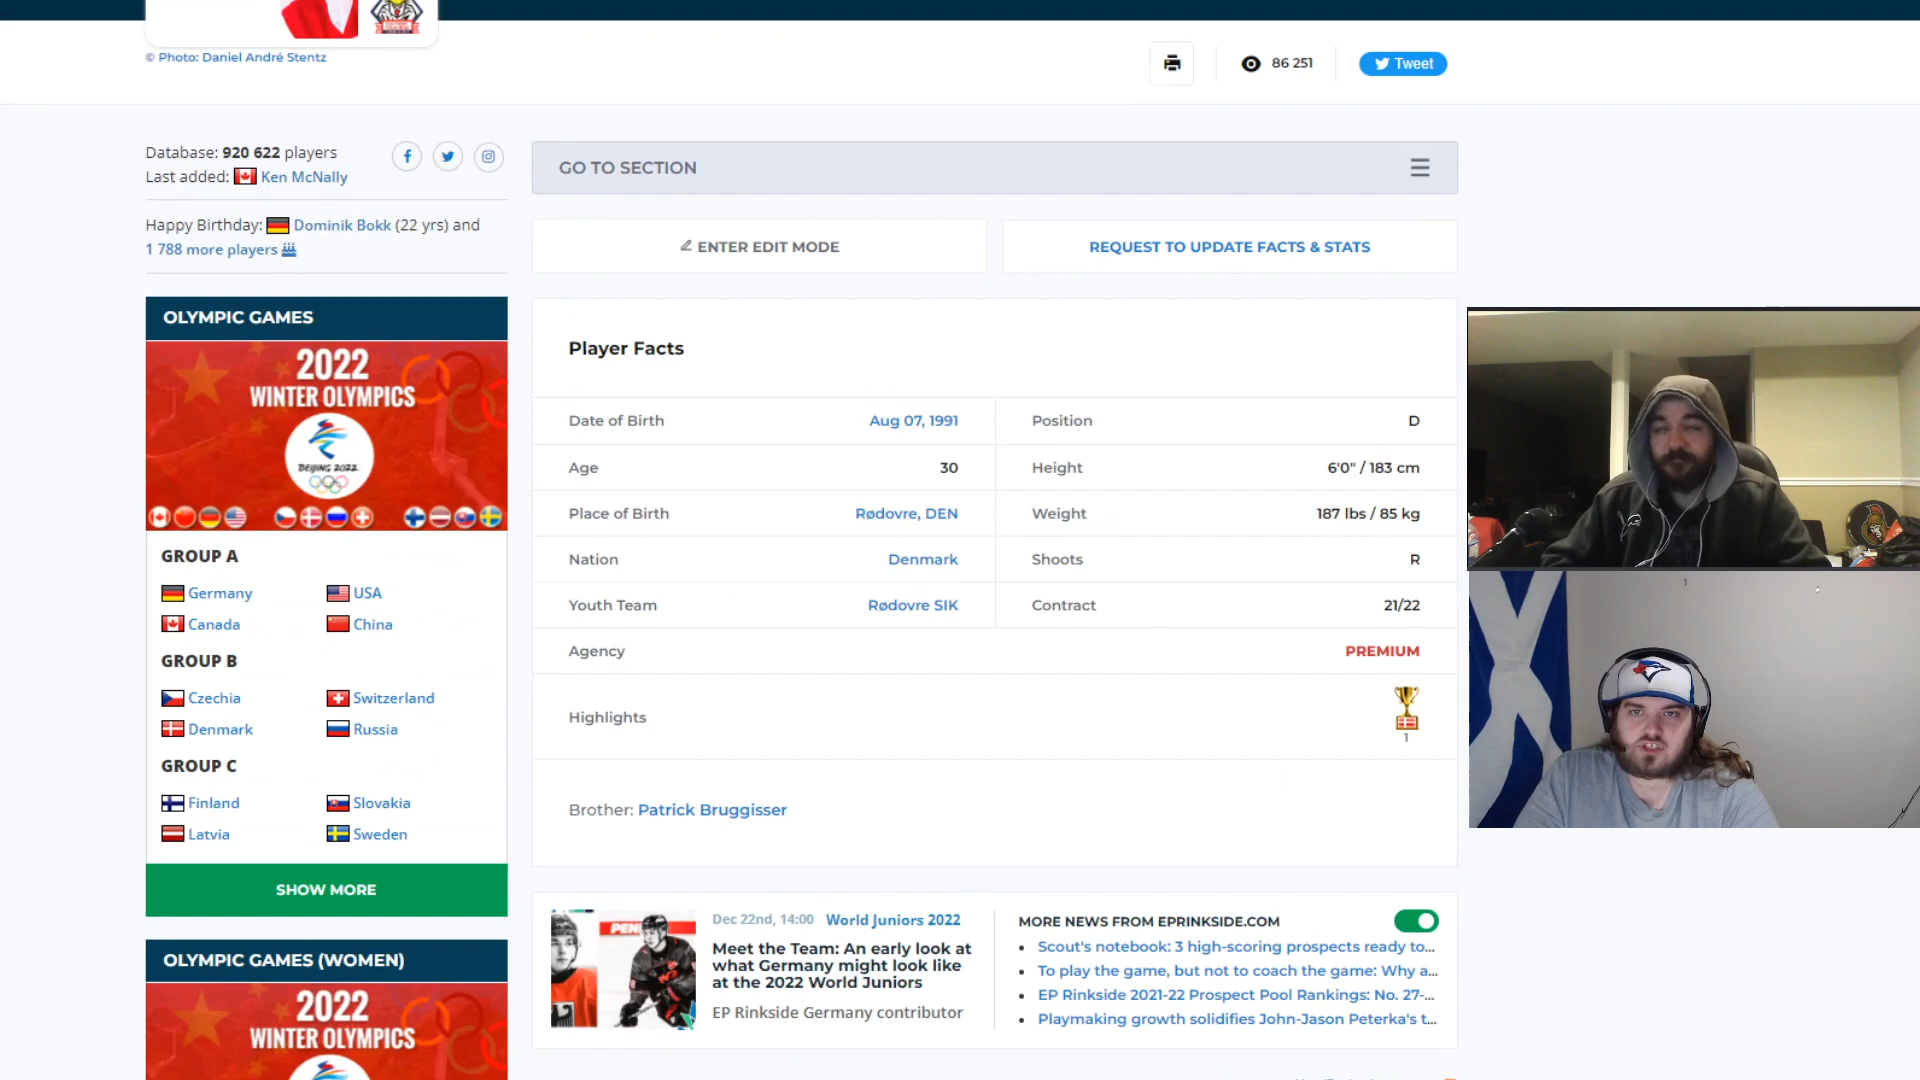 © Photo: Daniel André Stentz
86 251
Tweet
Database: 920 622 players
Last added: Ken McNally
Happy Birthday: Dominik Bokk (22 yrs) and
1 788 more players
GO TO SECTION
ENTER EDIT MODE
REQUEST TO UPDATE FACTS & STATS
OLYMPIC GAMES
2022
WINTER OLYMPICS
BEIJING 2022
GROUP A
Germany
USA
Canada
China
GROUP B
Czechia
Switzerland
Denmark
Russia
GROUP C
Finland
Slovakia
Latvia
Sweden
SHOW MORE
OLYMPIC GAMES (WOMEN)
2022
WINTER OLYMPICS
Player Facts
Date of Birth
Aug 07, 1991
Position
D
Age
30
Height
6'0" / 183 cm
Place of Birth
Rødovre, DEN
Weight
187 lbs / 85 kg
Nation
Denmark
Shoots
R
Youth Team
Rødovre SIK
Contract
21/22
Agency
PREMIUM
Highlights
1
Brother: Patrick Bruggisser
Dec 22nd, 14:00 World Juniors 2022
Meet the Team: An early look at
what Germany might look like
at the 2022 World Juniors
EP Rinkside Germany contributor
MORE NEWS FROM EPRINKSIDE.COM
Scout's notebook: 3 high-scoring prospects ready to...
To play the game, but not to coach the game: Why a...
EP Rinkside 2021-22 Prospect Pool Rankings: No. 27-...
Playmaking growth solidifies John-Jason Peterka's t...